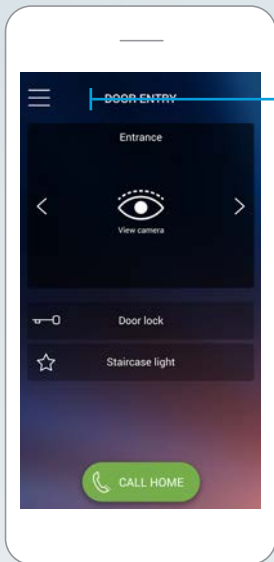 DOOR ENTRY
Entrance
View camera
Door lock
Staircase light
CALL HOME